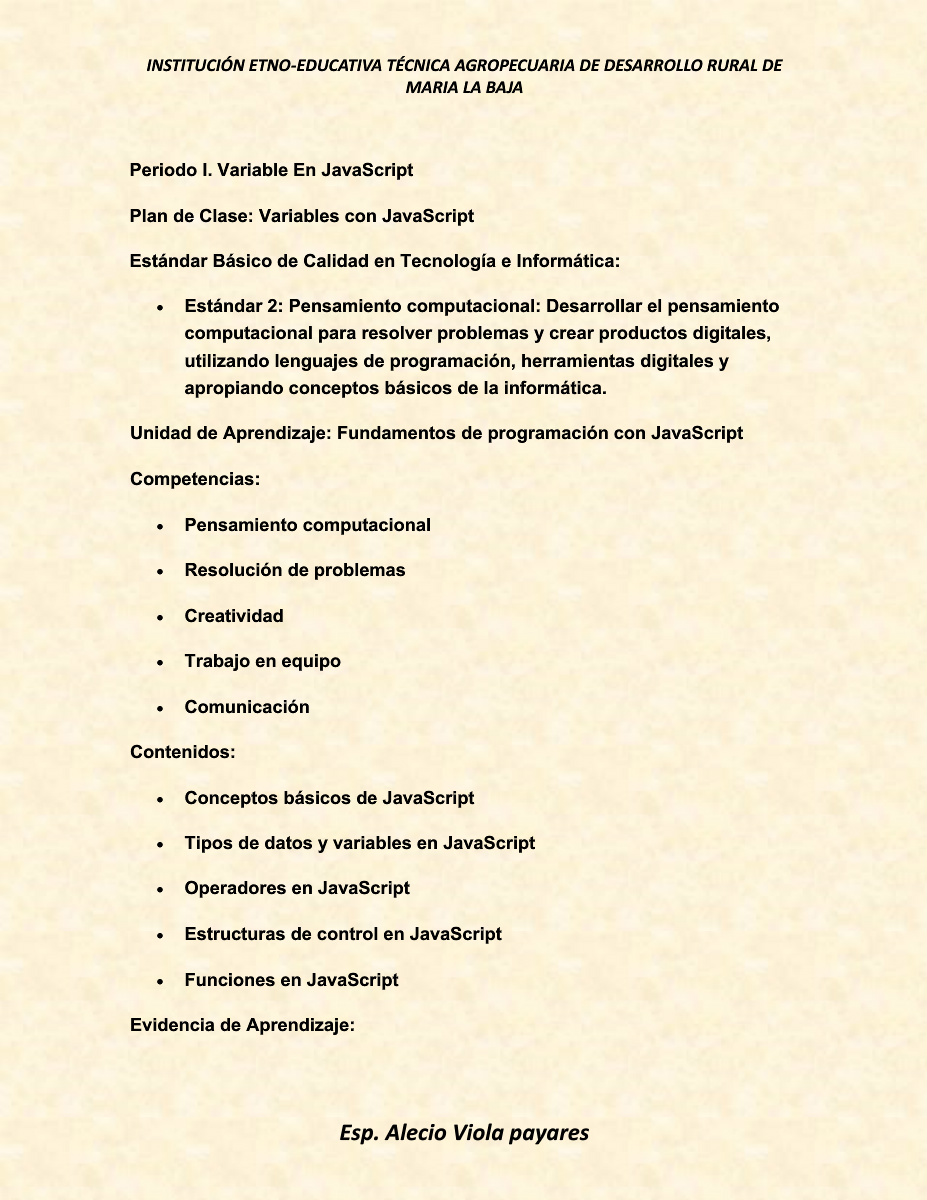 INSTITUCIÓN ETNO-EDUCATIVA TÉCNICA AGROPECUARIA DE DESARROLLO RURAL DE
MARIA LA BAJA
Periodo I. Variable En JavaScript
Plan de Clase: Variables con JavaScript
Estándar Básico de Calidad en Tecnología e Informática:
• Estándar 2: Pensamiento computacional: Desarrollar el pensamiento
computacional para resolver problemas y crear productos digitales,
utilizando lenguajes de programación, herramientas digitales y
apropiando conceptos básicos de la informática.
Unidad de Aprendizaje: Fundamentos de programación con JavaScript
Competencias:
• Pensamiento computacional
• Resolución de problemas
• Creatividad
• Trabajo en equipo
• Comunicación
Contenidos:
• Conceptos básicos de JavaScript
• Tipos de datos y variables en JavaScript
• Operadores en JavaScript
• Estructuras de control en JavaScript
• Funciones en JavaScript
Evidencia de Aprendizaje:
Esp. Alecio Viola payares